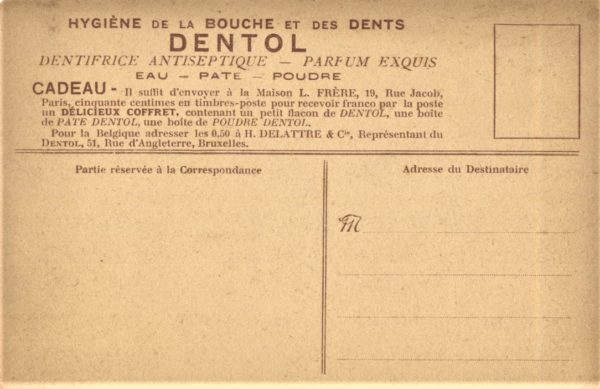 HYGIÈNE DE LA BOUCHE ET DES DENTS
DENTOL
DENTIFRICE ANTISEPTIQUE — PARFUM EXQUIS
EAU — PATE — POUDRE
CADEAU - Il suffit d'envoyer à la Maison L. FRÈRE, 19, Rue Jacob,
Paris, cinquante centimes en timbres-poste pour recevoir franco par la poste
un DÉLICIEUX COFFRET, contenant un petit flacon de DENTOL, une boîte
de PATE DENTOL, une boîte de POUDRE DENTOL.
Pour la Belgique adresser les 0,50 à H. DELATTRE & Cie, Représentant du
DENTOL, 51, Rue d'Angleterre, Bruxelles.
Partie réservée à la Correspondance
Adresse du Destinataire
M